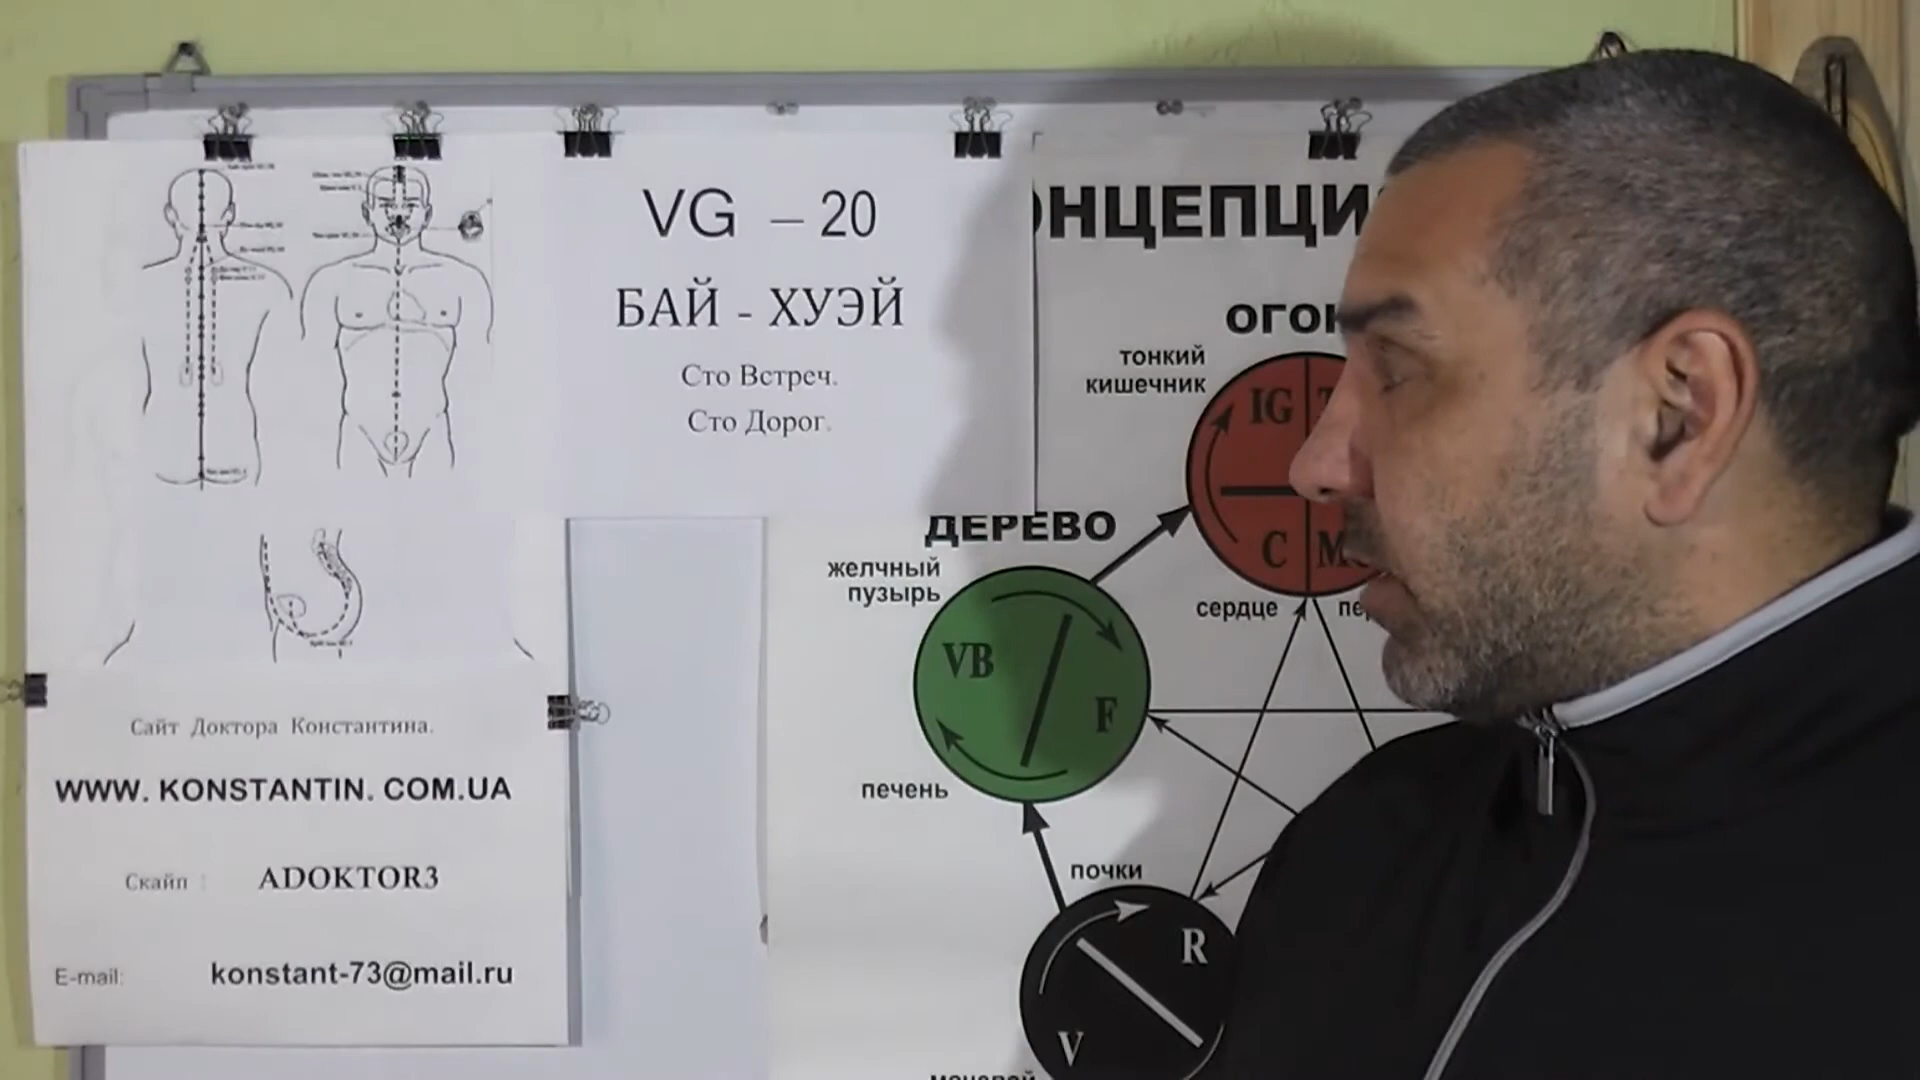 VG – 20
БАЙ - ХУЭЙ
Сто Встреч.
Сто Дорог.
ОНЦЕПЦИ
ОГОН
тонкий
кишечник
IG
C
сердце
ДЕРЕВО
желчный
пузырь
VB
F
печень
почки
R
V
Сайт Доктора Константина.
WWW. KONSTANTIN. COM.UA
Скайп : ADOKTOR3
E-mail: konstant-73@mail.ru